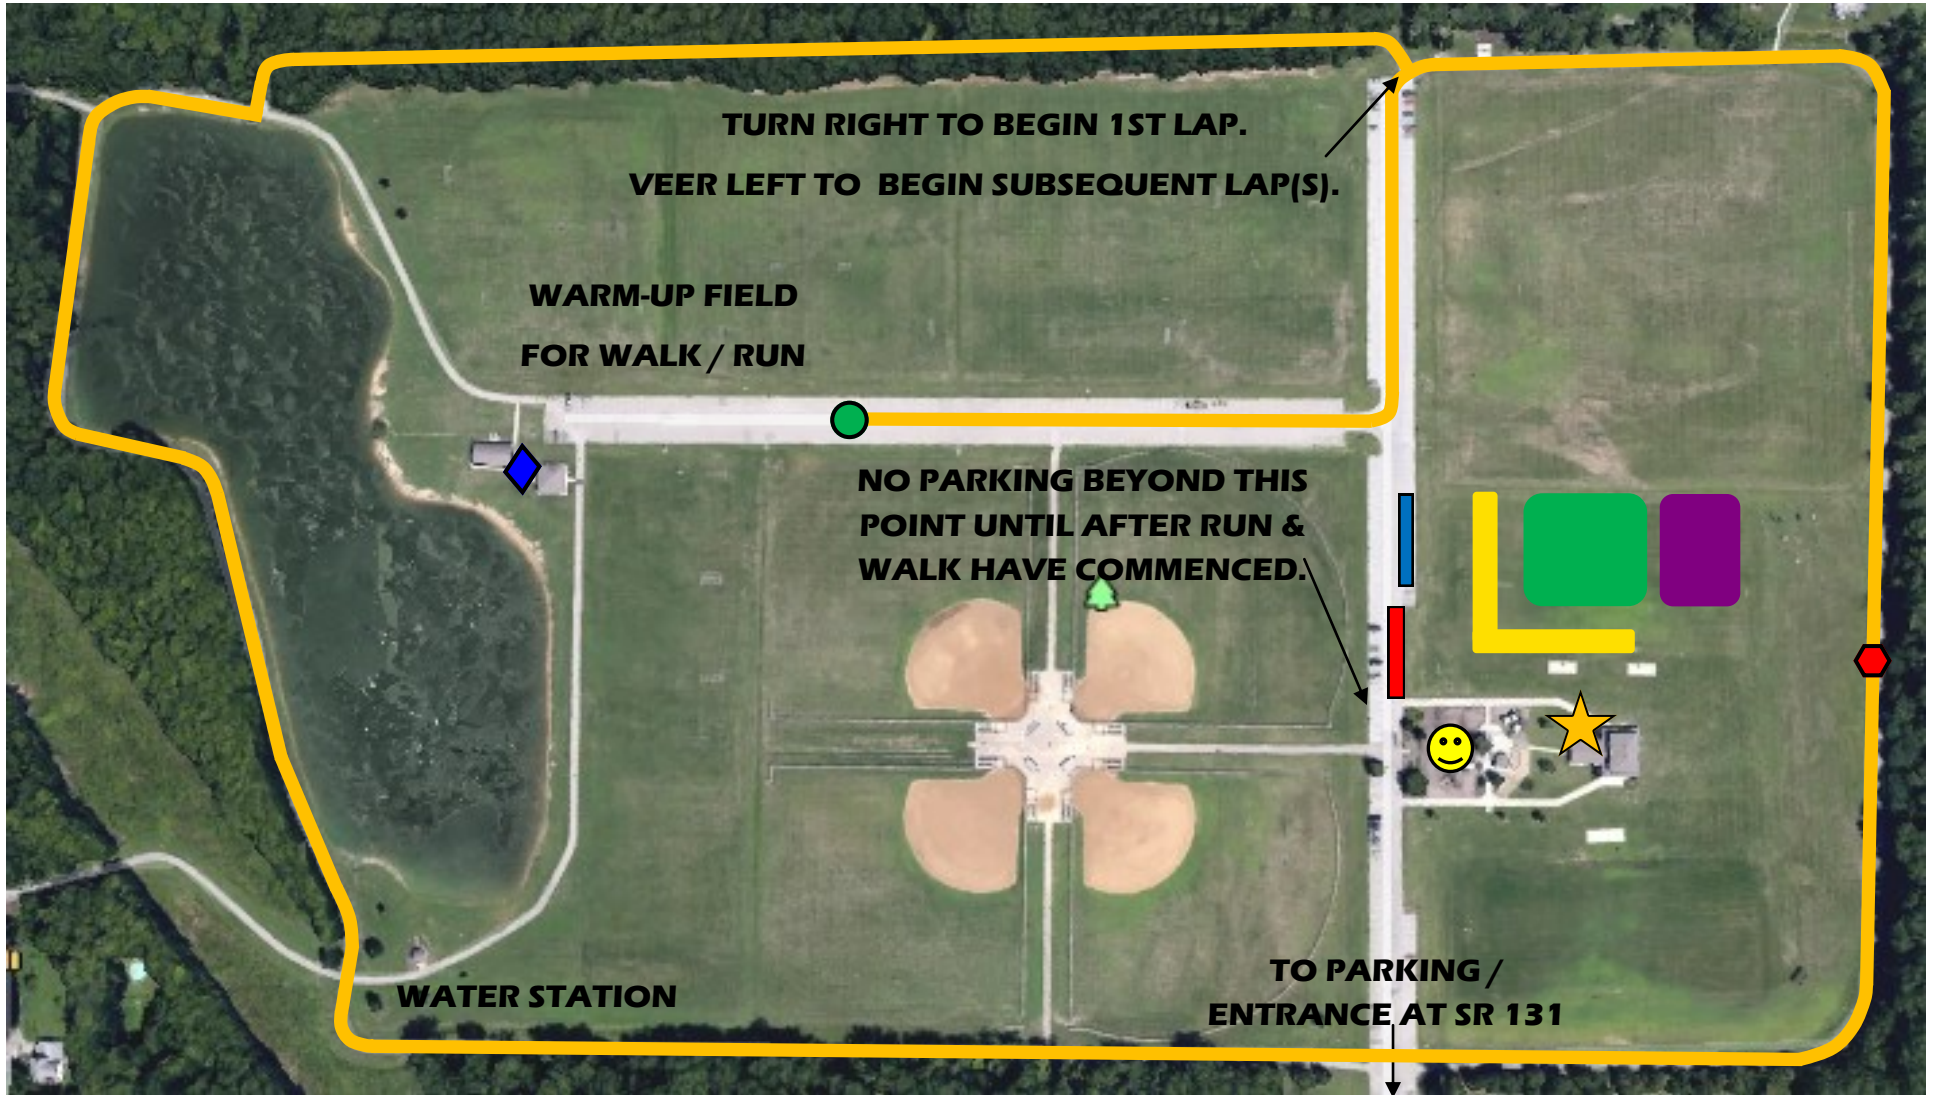 TURN RIGHT TO BEGIN 1ST LAP.
VEER LEFT TO BEGIN SUBSEQUENT LAP(S).
WARM-UP FIELD
FOR WALK / RUN
NO PARKING BEYOND THIS
POINT UNTIL AFTER RUN &
WALK HAVE COMMENCED.
WATER STATION
TO PARKING /
ENTRANCE AT SR 131